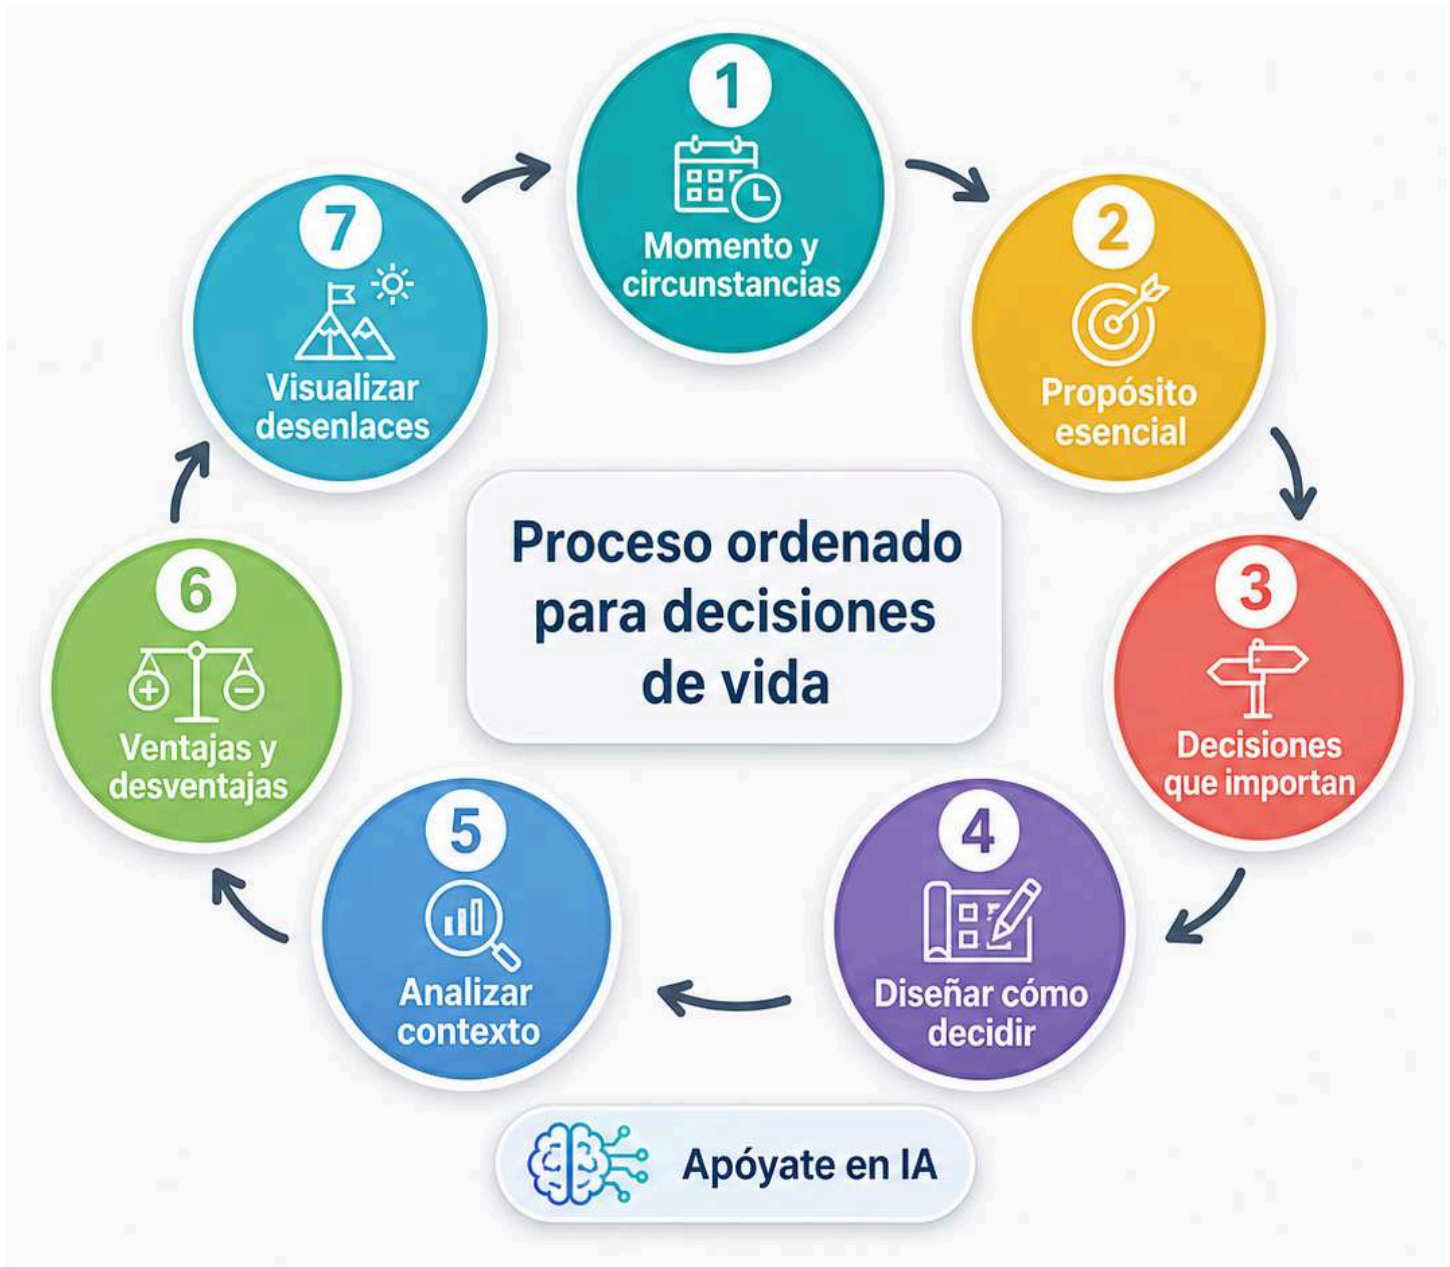 1
Momento y
circunstancias
2
Propósito
esencial
3
Decisiones
que importan
4
Diseñar cómo
decidir
5
Analizar
contexto
6
Ventajas y
desventajas
7
Visualizar
desenlaces
Proceso ordenado
para decisiones
de vida
Apóyate en IA